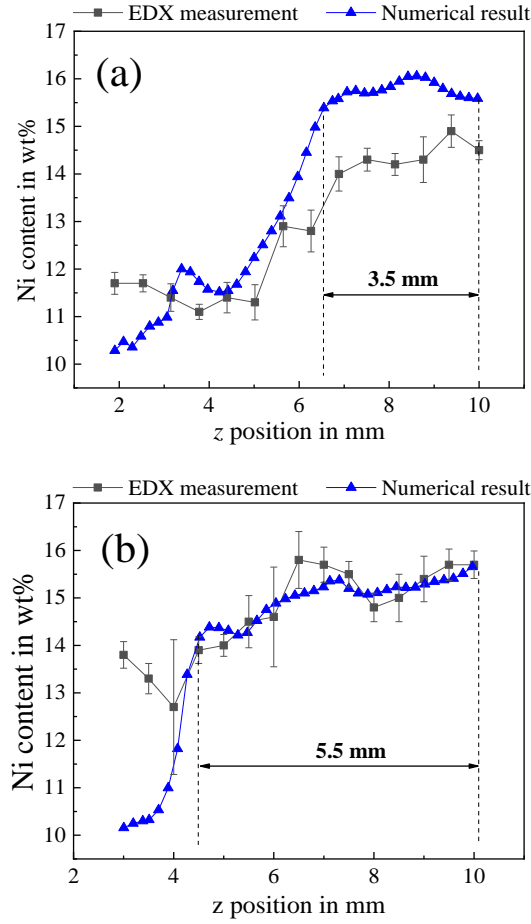 EDX measurement Numerical result
17
(a)
16
15
14
13
12
11
10
Ni content in wt%
3.5 mm
2 4 6 8 10
z position in mm
EDX measurement Numerical result
17
(b)
16
15
14
13
12
11
10
Ni content in wt%
5.5 mm
2 4 6 8 10
z position in mm